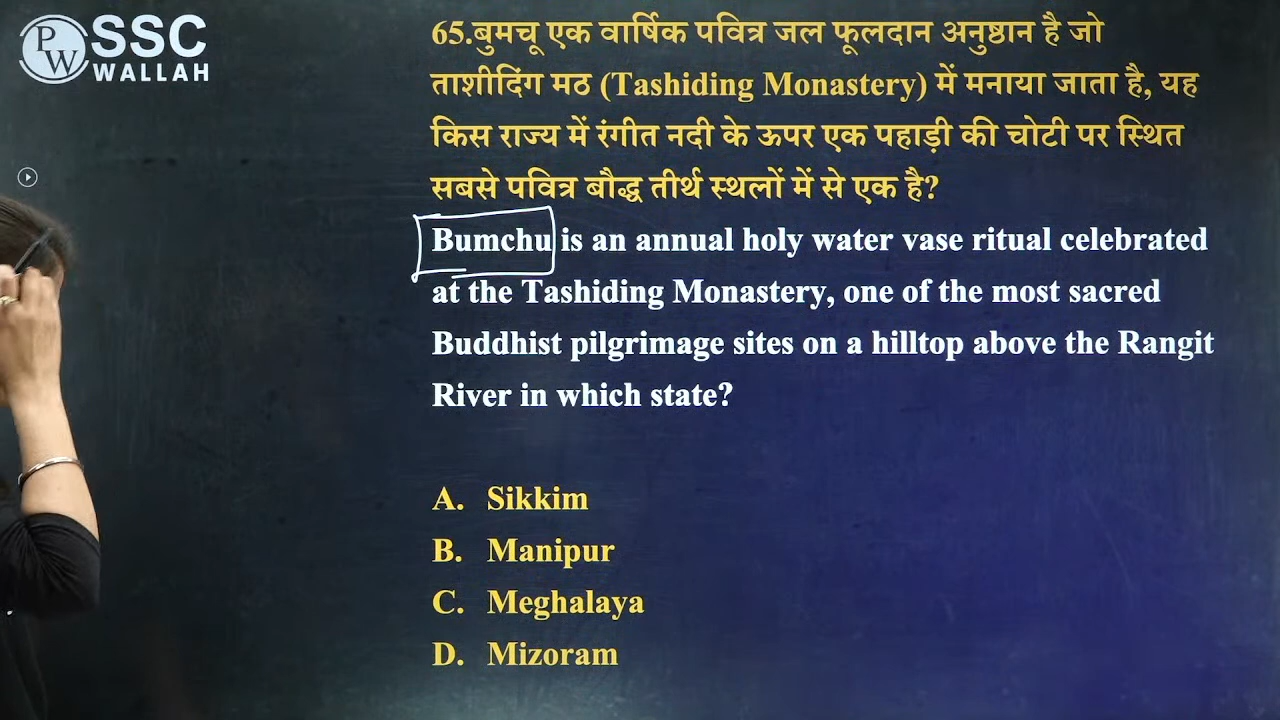 PW SSC
WALLAH
65.बुमचू एक वार्षिक पवित्र जल फूलदान अनुष्ठान है जो
ताशीदिंग मठ (Tashiding Monastery) में मनाया जाता है, यह
किस राज्य में रंगीत नदी के ऊपर एक पहाड़ी की चोटी पर स्थित
सबसे पवित्र बौद्ध तीर्थ स्थलों में से एक है?
Bumchu is an annual holy water vase ritual celebrated
at the Tashiding Monastery, one of the most sacred
Buddhist pilgrimage sites on a hilltop above the Rangit
River in which state?
A. Sikkim
B. Manipur
C. Meghalaya
D. Mizoram